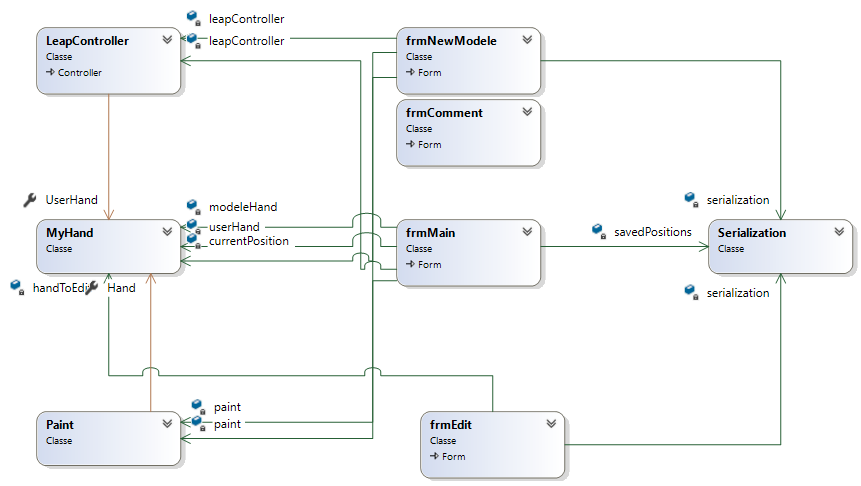 leapController
leapController
LeapController
Classe
Controller
frmNewModele
Classe
Form
frmComment
Classe
Form
UserHand
modeleHand
userHand
currentPosition
serialization
savedPositions
MyHand
Classe
frmMain
Classe
Form
Serialization
Classe
handToEdit
Hand
serialization
paint
paint
Paint
Classe
frmEdit
Classe
Form